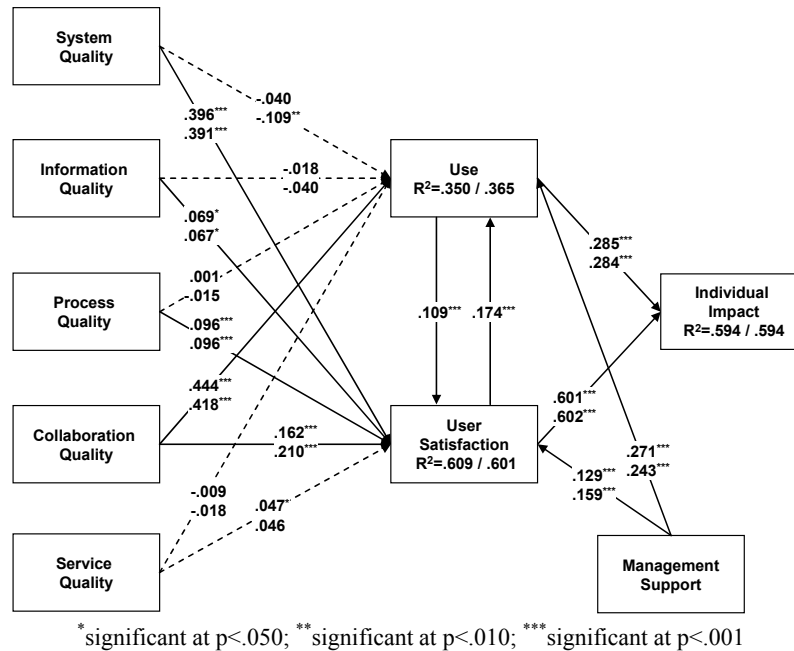 System
Quality
Information
Quality
Process
Quality
Collaboration
Quality
Service
Quality
-.040
-.109**
.396***
.391***
-.018
-.040
.069*
.067*
.001
-.015
.096***
.096***
.444***
.418***
.162***
.210***
-.009
-.018
.047*
.046
Use
R²=.350 / .365
.109***
.174***
User
Satisfaction
R²=.609 / .601
.285***
.284***
.601***
.602***
.271***
.243***
.129***
.159***
Individual
Impact
R²=.594 / .594
Management
Support
*significant at p<.050; **significant at p<.010; ***significant at p<.001